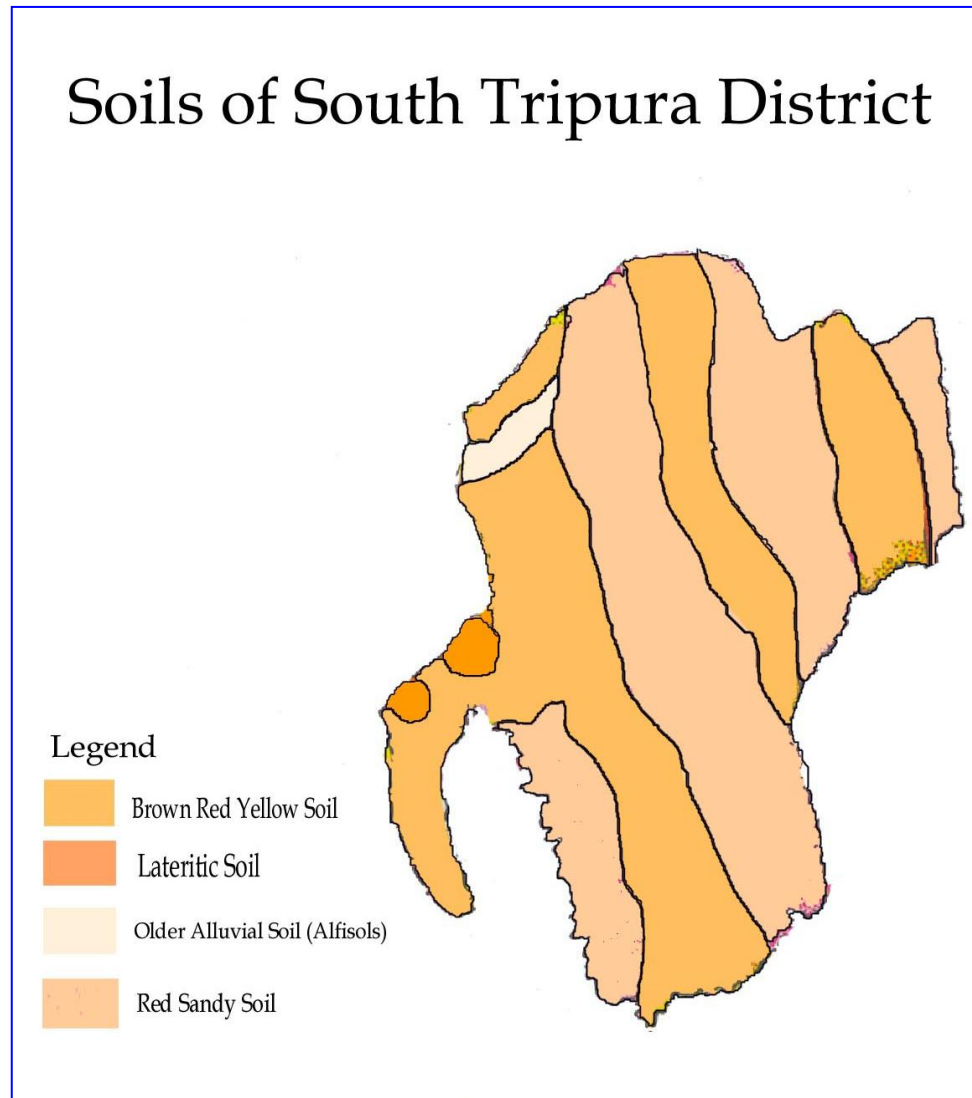 Soils of South Tripura District
Legend
Brown Red Yellow Soil
Lateritic Soil
Older Alluvial Soil (Alfisols)
Red Sandy Soil